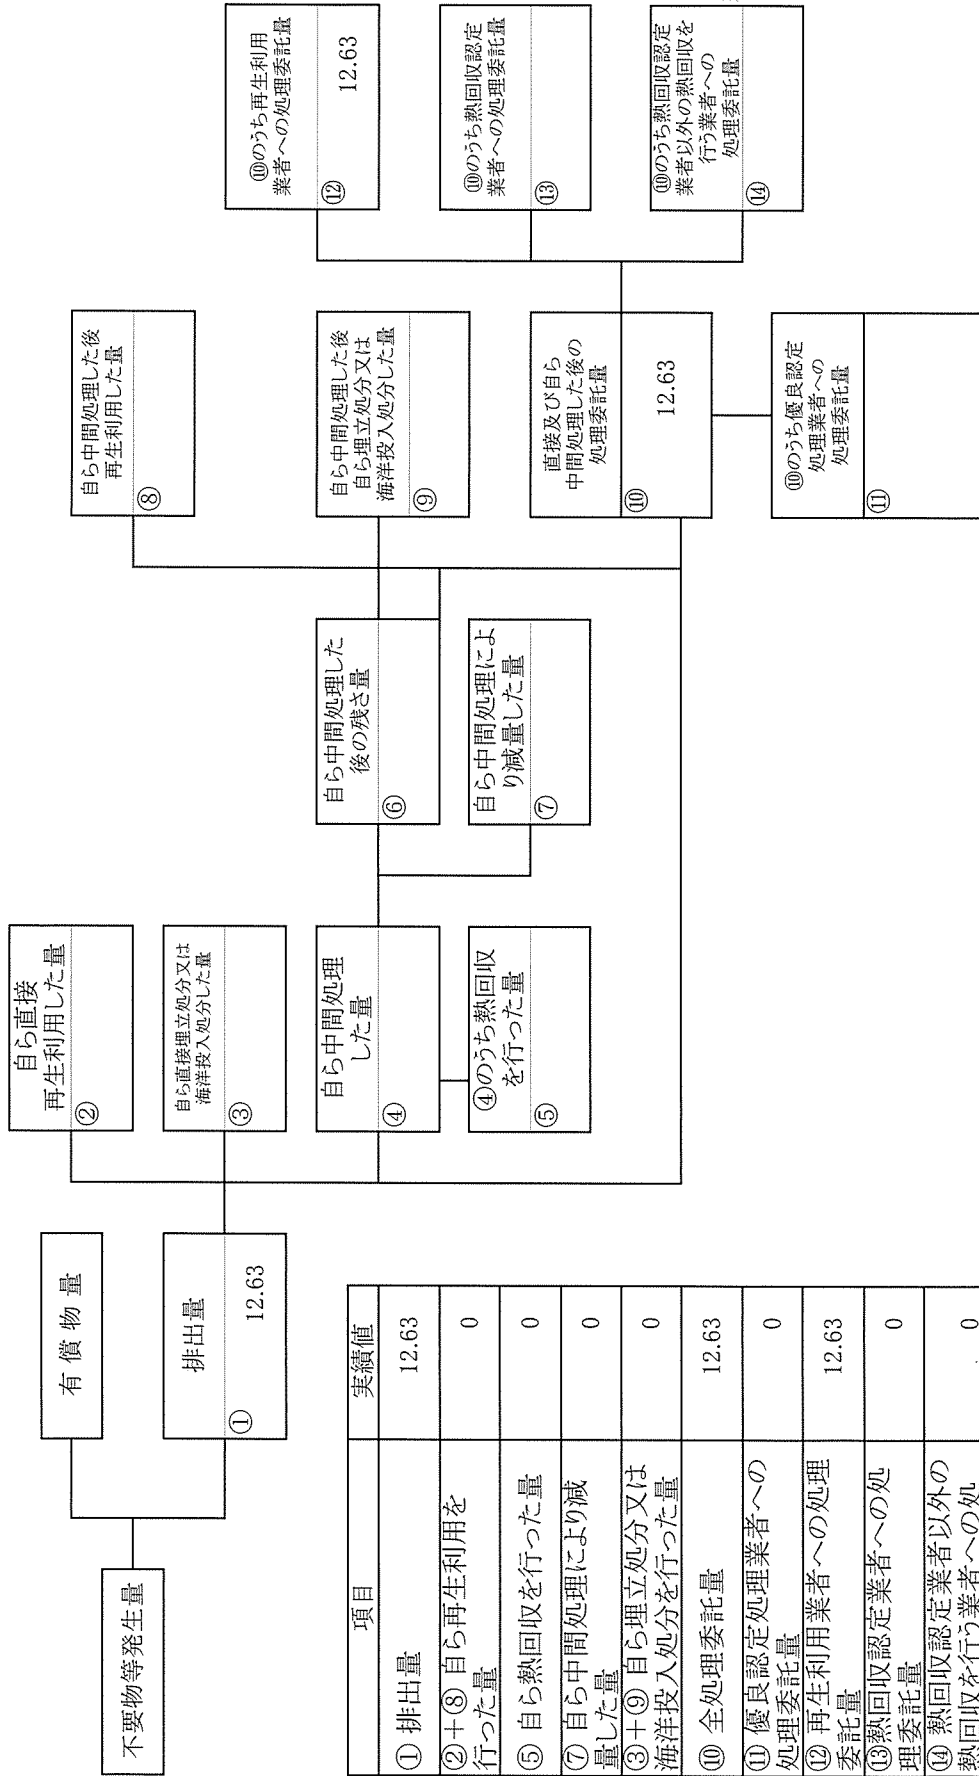 不要物等発生量
有償物量
排出量
① 12.63
自ら直接
再生利用した量
②
自ら直接埋立処分又は
海洋投入処分した量
③
自ら中間処理
した量
④
④のうち熱回収
を行った量
⑤
自ら中間処理した
後の残さ量
⑥
自ら中間処理によ
り減量した量
⑦
自ら中間処理した後
再生利用した量
⑧
自ら中間処理した後
自ら埋立処分又は
海洋投入処分した量
⑨
直接及び自ら
中間処理した後の
処理委託量
⑩ 12.63
⑩のうち優良認定
処理業者への
処理委託量
⑪
⑩のうち再生利用
業者への処理委託量
⑫ 12.63
⑩のうち熱回収認定
業者への処理委託量
⑬
⑩のうち熱回収認定
業者以外の熱回収を
行う業者への
処理委託量
⑭
項目 実績値
① 排出量 12.63
②+⑧ 自ら再生利用を
行った量 0
⑤ 自ら熱回収を行った量 0
⑦ 自ら中間処理により減
量した量 0
③+⑨ 自ら埋立処分又は
海洋投入処分を行った量 0
⑩ 全処理委託量 12.63
⑪ 優良認定処理業者への
処理委託量 0
⑫ 再生利用業者への処理
委託量 12.63
⑬熱回収認定業者への処
理委託量 0
⑭ 熱回収認定業者以外の
熱回収を行う業者への処 0